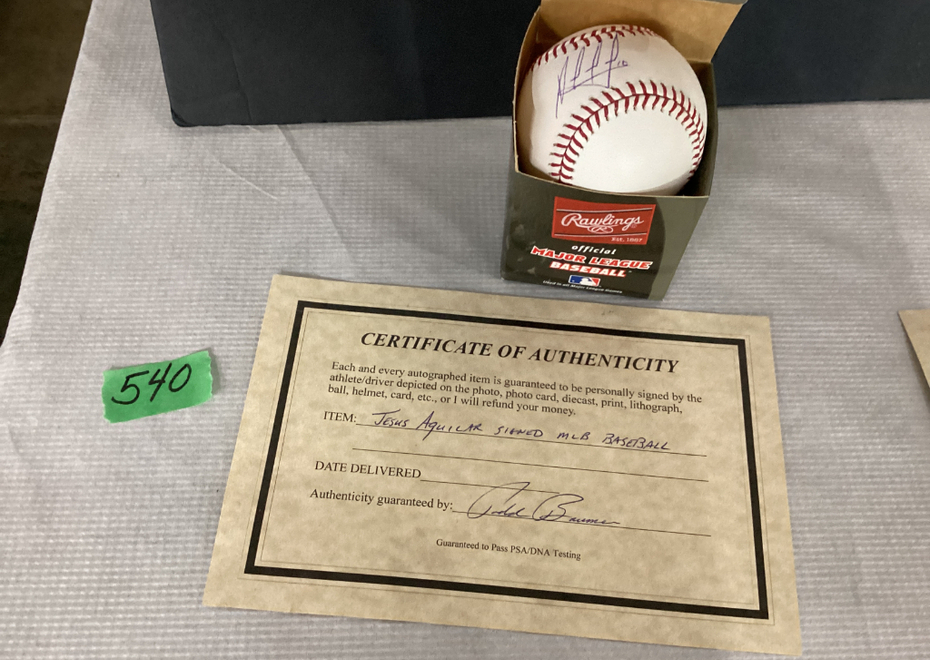 Rawlings
EST. 1887
official
MAJOR LEAGUE
BASEBALL
540
CERTIFICATE OF AUTHENTICITY
Each and every autographed item is guaranteed to be personally signed by the
athlete/driver depicted on the photo, photo card, diecast, print, lithograph,
ball, helmet, card, etc., or I will refund your money.
ITEM: JESUS AGUILAR SIGNED MLB BASEBALL
DATE DELIVERED
Authenticity guaranteed by:
Guaranteed to Pass PSA/DNA Testing